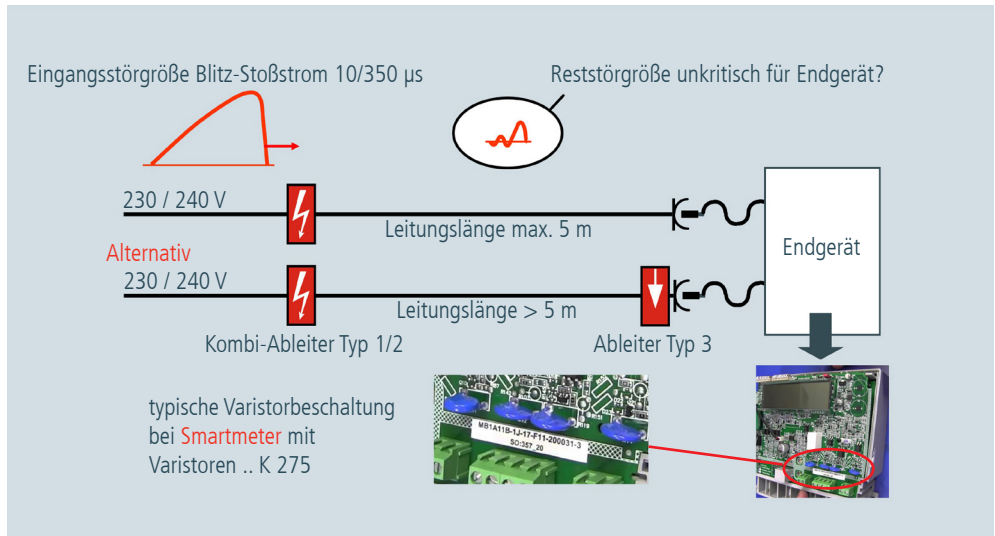 Eingangsstörgröße Blitz-Stoßstrom 10/350 µs
Reststörgröße unkritisch für Endgerät?
230 / 240 V
Leitungslänge max. 5 m
Alternativ
230 / 240 V
Leitungslänge > 5 m
Endgerät
Kombi-Ableiter Typ 1/2
Ableiter Typ 3
typische Varistorbeschaltung
bei Smartmeter mit
Varistoren .. K 275
MB1A11B-1J-17-F11-200031-3
SO:357_20